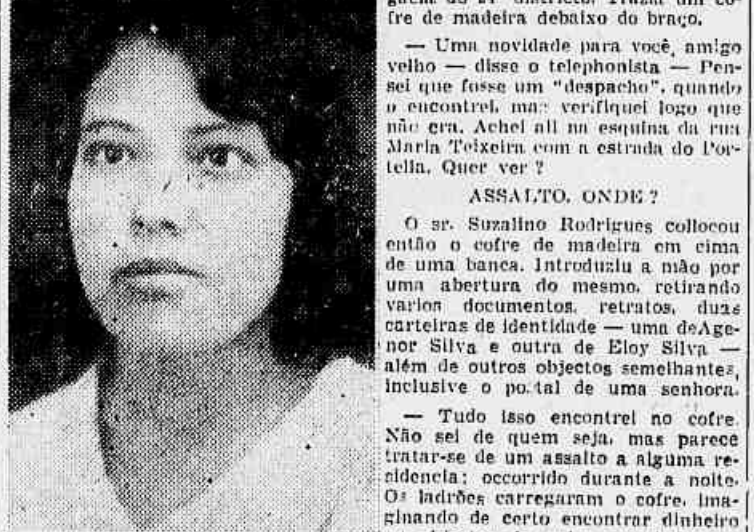 fre de madeira debaixo do braço.
— Uma novidade para você, amigo
velho — disse o telephonista — Pen-
sei que fosse um "despacho", quando
o encontrei, mas verifiquei logo que
não era. Achei ali na esquina da rua
Maria Teixeira com a estrada do Por-
tella. Quer ver ?
ASSALTO, ONDE ?
O sr. Suzalino Rodrigues collocou
então o cofre de madeira em cima
de uma banca. Introduziu a mão por
uma abertura do mesmo, retirando
varios documentos, retratos, duas
carteiras de identidade — uma deAge-
nor Silva e outra de Eloy Silva —
além de outros objectos semelhantes,
inclusive o postal de uma senhora.
— Tudo isso encontrei no cofre.
Não sei de quem seja, mas parece
tratar-se de um assalto a alguma re-
sidencia; occorrido durante a noite.
Os ladrões carregaram o cofre, ima-
ginando de certo encontrar dinheiro